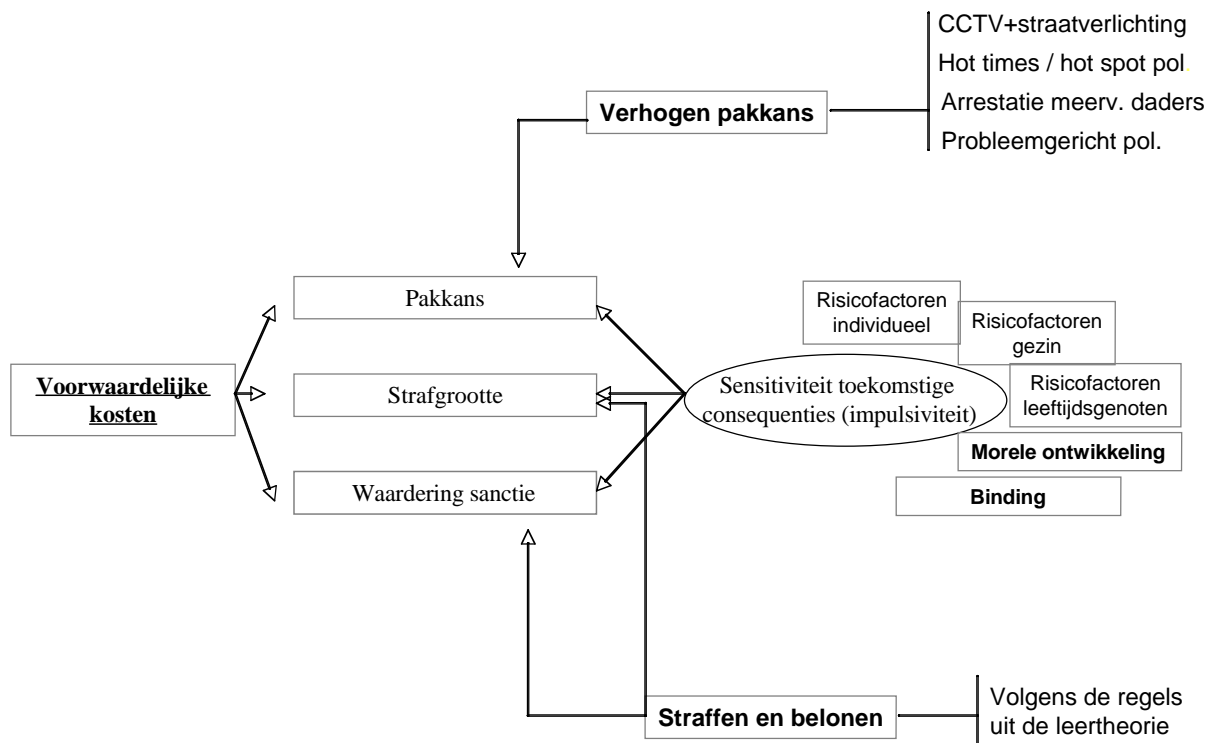 CCTV+straatverlichting
Hot times / hot spot pol.
Arrestatie meerv. daders
Probleemgericht pol.
Verhogen pakkans
Pakkans
Strafgrootte
Waardering sanctie
Voorwaardelijke
kosten
Sensitiviteit toekomstige
consequenties (impulsiviteit)
Risicofactoren
individueel
Risicofactoren
gezin
Risicofactoren
leeftijdsgenoten
Morele ontwikkeling
Binding
Straffen en belonen
Volgens de regels
uit de leertheorie